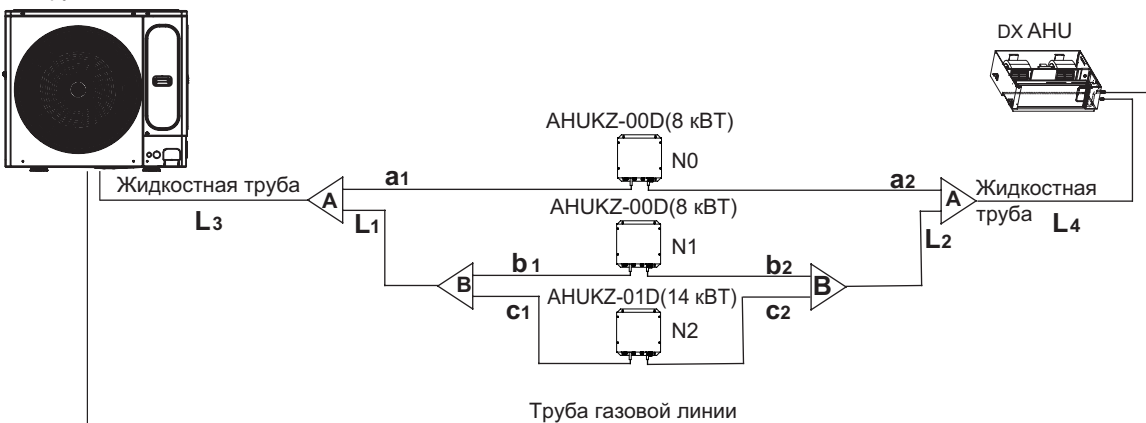 DX AHU
AHUKZ-00D(8 кВТ)
N0
Жидкостная труба
a1
a2
Жидкостная
труба
A
A
L3
L1
AHUKZ-00D(8 кВТ)
N1
L2
L4
b1
b2
B
B
AHUKZ-01D(14 кВТ)
c1
c2
N2
Труба газовой линии